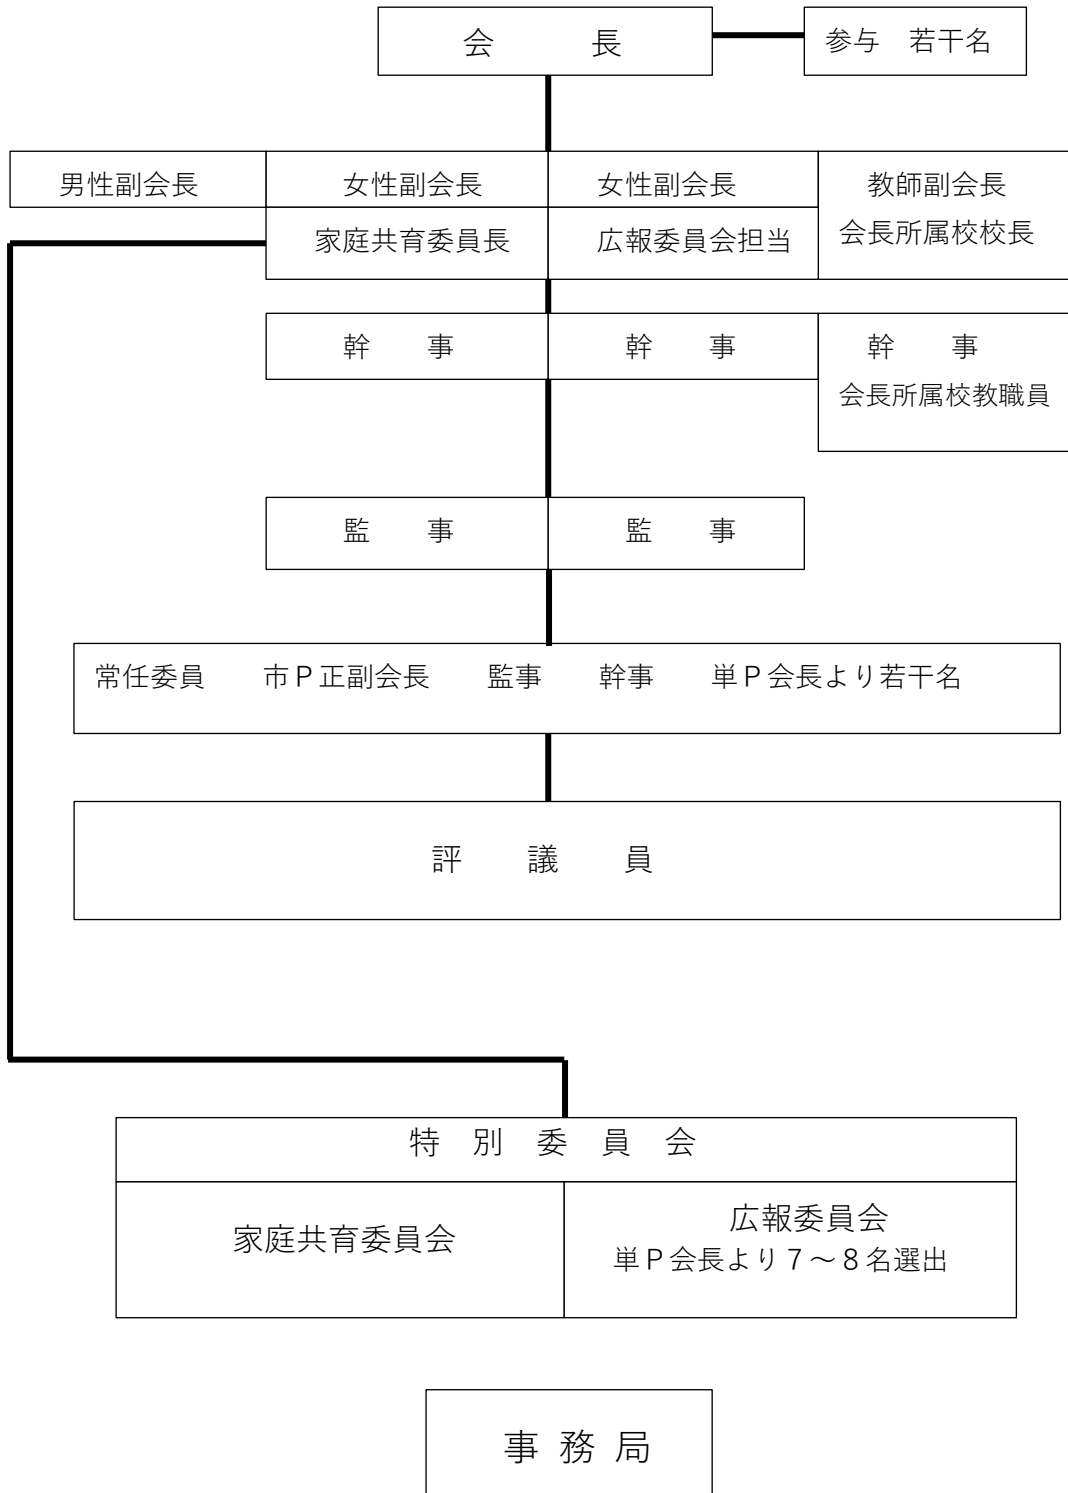 会　長
参与　若干名
男性副会長
女性副会長
女性副会長
教師副会長
家庭共育委員長
広報委員会担当
会長所属校校長
幹　事
幹　事
幹　事
会長所属校教職員
監　事
監　事
常任委員　市Ｐ正副会長　監事　幹事　単Ｐ会長より若干名
評　議　員
特　別　委　員　会
家庭共育委員会
広報委員会
単Ｐ会長より７～８名選出
事 務 局